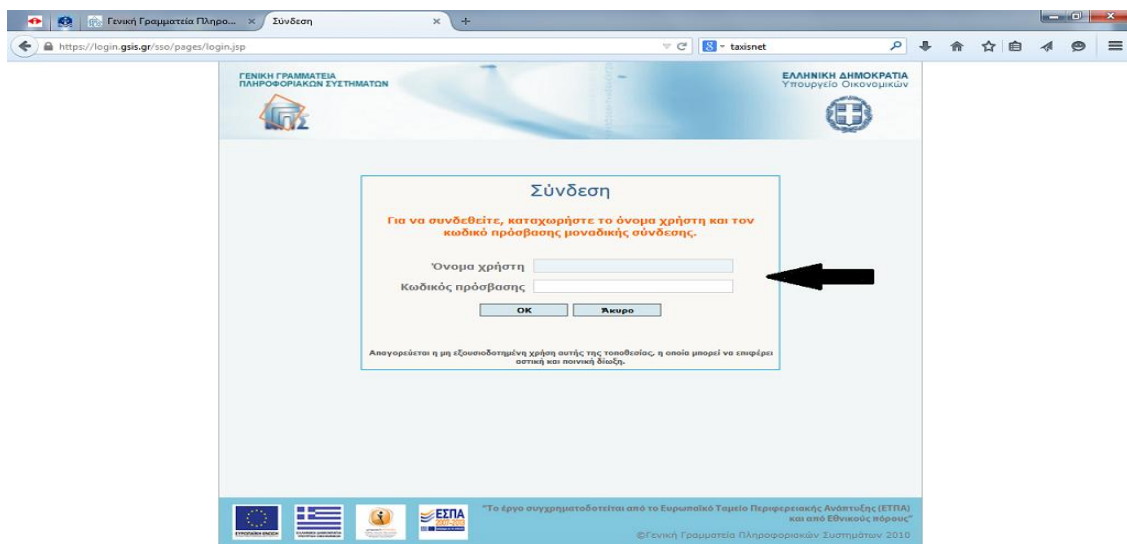 Γενική Γραμματεία Πληρο...
Σύνδεση
https://login.gsis.gr/sso/pages/login.jsp
taxisnet
ΓΕΝΙΚΗ ΓΡΑΜΜΑΤΕΙΑ
ΠΛΗΡΟΦΟΡΙΑΚΩΝ ΣΥΣΤΗΜΑΤΩΝ
ΕΛΛΗΝΙΚΗ ΔΗΜΟΚΡΑΤΙΑ
Υπουργείο Οικονομικών
Σύνδεση
Για να συνδεθείτε, καταχωρήστε το όνομα χρήστη και τον
κωδικό πρόσβασης μοναδικής σύνδεσης.
Όνομα χρήστη
Κωδικός πρόσβασης
OK Άκυρο
Απαγορεύεται η μη εξουσιοδοτημένη χρήση αυτής της τοποθεσίας, η οποία μπορεί να επιφέρει
αστική και ποινική δίωξη.
ΕΥΡΩΠΑΪΚΗ ΕΝΩΣΗ
ΕΣΠΑ
2007-2013
"Το έργο συγχρηματοδοτείται από το Ευρωπαϊκό Ταμείο Περιφερειακής Ανάπτυξης (ΕΤΠΑ)
και από Εθνικούς πόρους"
©Γενική Γραμματεία Πληροφοριακών Συστημάτων 2010